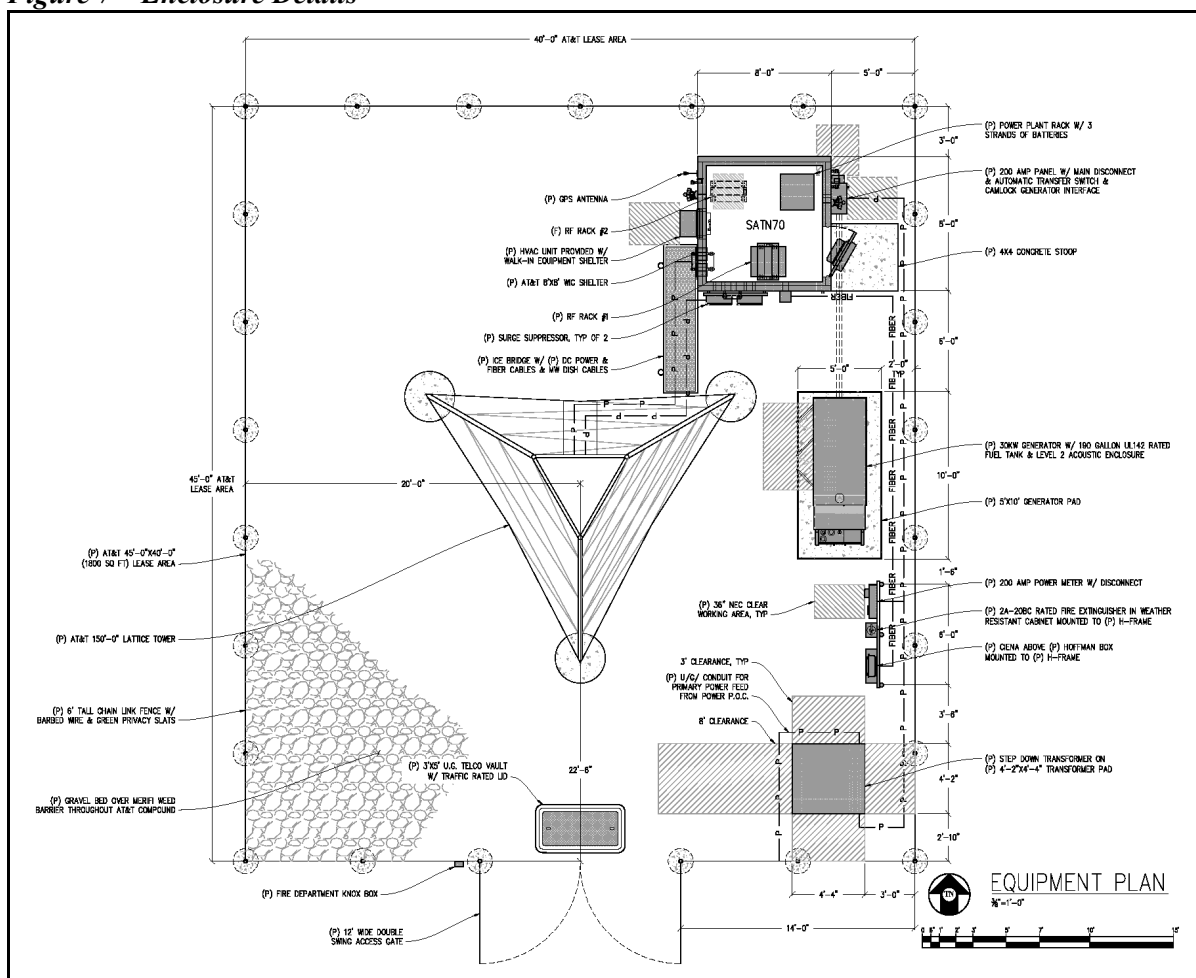 Figure 7 – Enclosure Details
40'-0" AT&T LEASE AREA
8'-0"
5'-0"
3'-0"
(P) POWER PLANT RACK W/ 3
STRANDS OF BATTERIES
(P) 200 AMP PANEL W/ MAIN DISCONNECT
& AUTOMATIC TRANSFER SWITCH &
CAMLOCK GENERATOR INTERFACE
(P) GPS ANTENNA
(F) RF RACK #2
SATN70
8'-0"
(P) HVAC UNIT PROVIDED W/
WALK-IN EQUIPMENT SHELTER
(P) 4X4 CONCRETE STOOP
(P) AT&T 8'X8' WIC SHELTER
(P) RF RACK #1
FIBER
(P) SURGE SUPPRESSOR, TYP OF 2
FIBER
6'-0"
(P) ICE BRIDGE W/ (P) DC POWER &
FIBER CABLES & MW DISH CABLES
5'-0"
2'-0"
TYP
FIBER
(P) 30KW GENERATOR W/ 190 GALLON UL142 RATED
FUEL TANK & LEVEL 2 ACOUSTIC ENCLOSURE
45'-0" AT&T
LEASE AREA
20'-0"
10'-0"
FIBER
(P) 5'X10' GENERATOR PAD
(P) AT&T 45'-0"X40'-0"
(1800 SQ FT) LEASE AREA
1'-6"
FIBER
(P) 200 AMP POWER METER W/ DISCONNECT
(P) 36" NEC CLEAR
WORKING AREA, TYP
(P) 2A-20BC RATED FIRE EXTINGUISHER IN WEATHER
RESISTANT CABINET MOUNTED TO (P) H-FRAME
(P) AT&T 150'-0" LATTICE TOWER
FIBER
6'-0"
(P) CIENA ABOVE (P) HOFFMAN BOX
MOUNTED TO (P) H-FRAME
3' CLEARANCE, TYP
(P) U/G/ CONDUIT FOR
PRIMARY POWER FEED
FROM POWER P.O.C.
(P) 6' TALL CHAIN LINK FENCE W/
BARBED WIRE & GREEN PRIVACY SLATS
3'-6"
8' CLEARANCE
(P) STEP DOWN TRANSFORMER ON
(P) 4'-2"X4'-4" TRANSFORMER PAD
(P) 3'X5' U.G. TELCO VAULT
W/ TRAFFIC RATED LID
22'-6"
4'-2"
(P) GRAVEL BED OVER MERIFI WEED
BARRIER THROUGHOUT AT&T COMPOUND
2'-10"
(P) FIRE DEPARTMENT KNOX BOX
4'-4"
3'-0"
TN
EQUIPMENT PLAN
14'-0"
(P) 12' WIDE DOUBLE
SWING ACCESS GATE